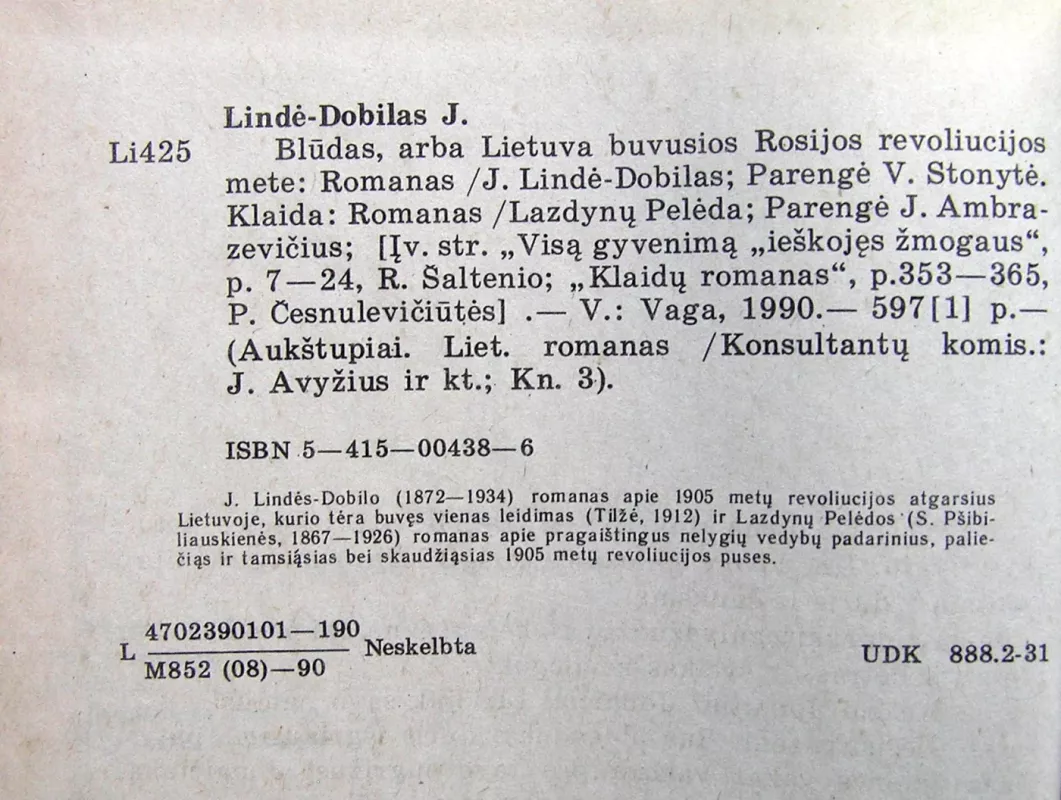 Lindė-Dobilas J.
Li425 Blūdas, arba Lietuva buvusios Rosijos revoliucijos
mete: Romanas /J. Lindė-Dobilas; Parengė V. Stonytė.
Klaida: Romanas /Lazdynų Pelėda; Parengė J. Ambra-
zevičius; [Įv. str. „Visą gyvenimą „ieškojęs žmogaus“,
p. 7—24, R. Šaltenio; „Klaidų romanas“, p.353—365,
P. Česnulevičiūtės] .— V.: Vaga, 1990.— 597[1] p.—
(Aukštupiai. Liet. romanas /Konsultantų komis.:
J. Avyžius ir kt.; Kn. 3).
ISBN 5—415—00438—6
J. Lindės-Dobilo (1872—1934) romanas apie 1905 metų revoliucijos atgarsius
Lietuvoje, kurio tėra buvęs vienas leidimas (Tilžė, 1912) ir Lazdynų Pelėdos (S. Pšibi-
liauskienės, 1867—1926) romanas apie pragaištingus nelygių vedybų padarinius, palie-
čiąs ir tamsiąsias bei skaudžiąsias 1905 metų revoliucijos puses.
L 4702390101—190
M852 (08)—90 Neskelbta
UDK 888.2-31